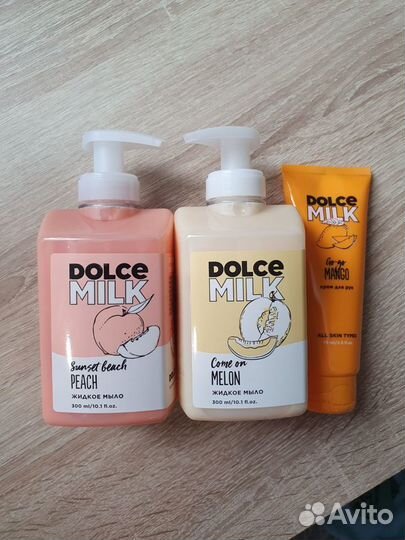 DOLCE
MILK
Sunset beach
PEACH
ЖИДКОЕ МЫЛО
300 ml/10.1 fl.oz.
DOLCE
MILK
Come on
MELON
ЖИДКОЕ МЫЛО
300 ml/10.1 fl.oz.
DOLCE
MILK
Go-go
MANGO
крем для рук
ALL SKIN TYPES
Avito